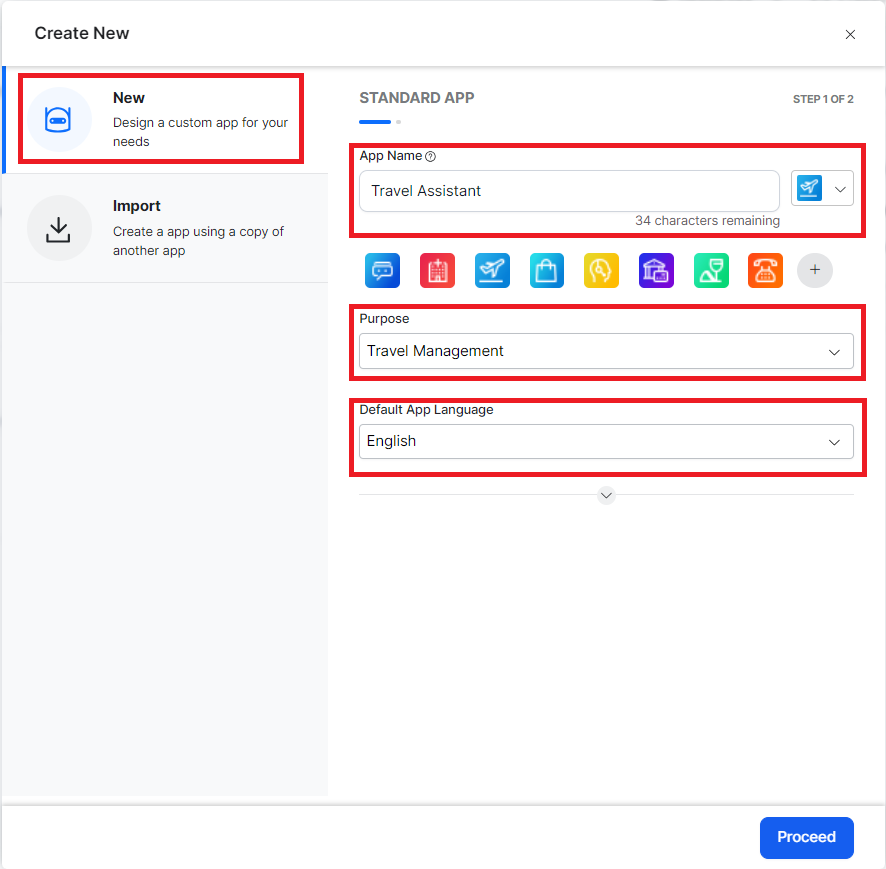 Create New
New
Design a custom app for your
needs
Import
Create a app using a copy of
another app
STANDARD APP
STEP 1 OF 2
App Name
Travel Assistant
34 characters remaining
Purpose
Travel Management
Default App Language
English
Proceed